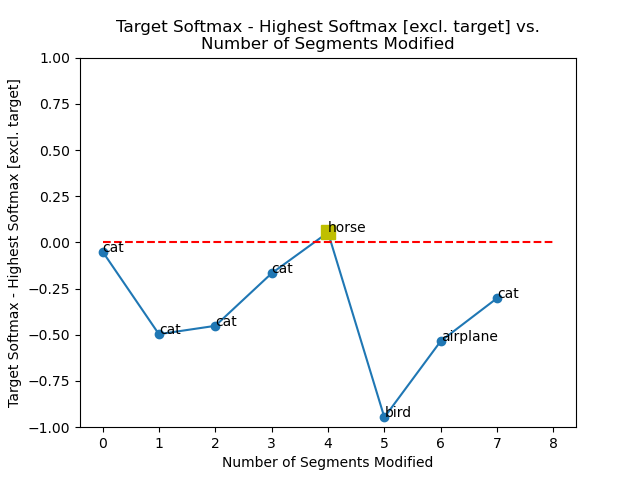 Target Softmax - Highest Softmax [excl. target] vs.
Number of Segments Modified
Target Softmax - Highest Softmax [excl. target]
1.00
0.75
0.50
0.25
0.00
−0.25
−0.50
−0.75
−1.00
cat
cat
cat
cat
horse
bird
airplane
cat
0 1 2 3 4 5 6 7 8
Number of Segments Modified